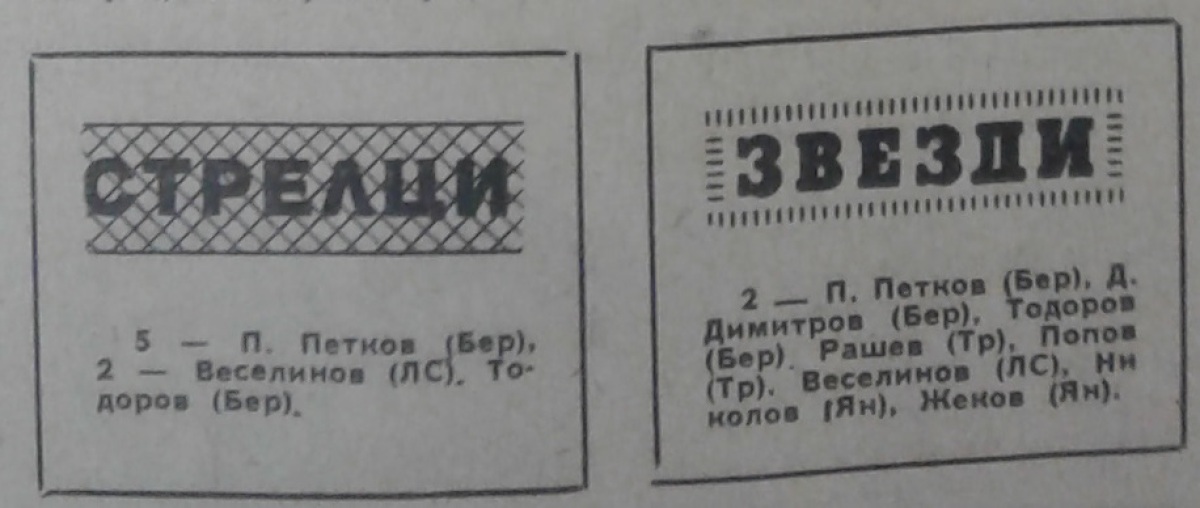 СТРЕЛЦИ
5 — П. Петков (Бер),
2 — Веселинов (ЛС). То-
доров (Бер).
ЗВЕЗДИ
2 — П. Петков (Бер), Д.
Димитров (Бер), Тодоров
(Бер). Рашев (Тр), Попов
(Тр). Веселинов (ЛС), Ни
колов (Ян), Жеков (Ян).